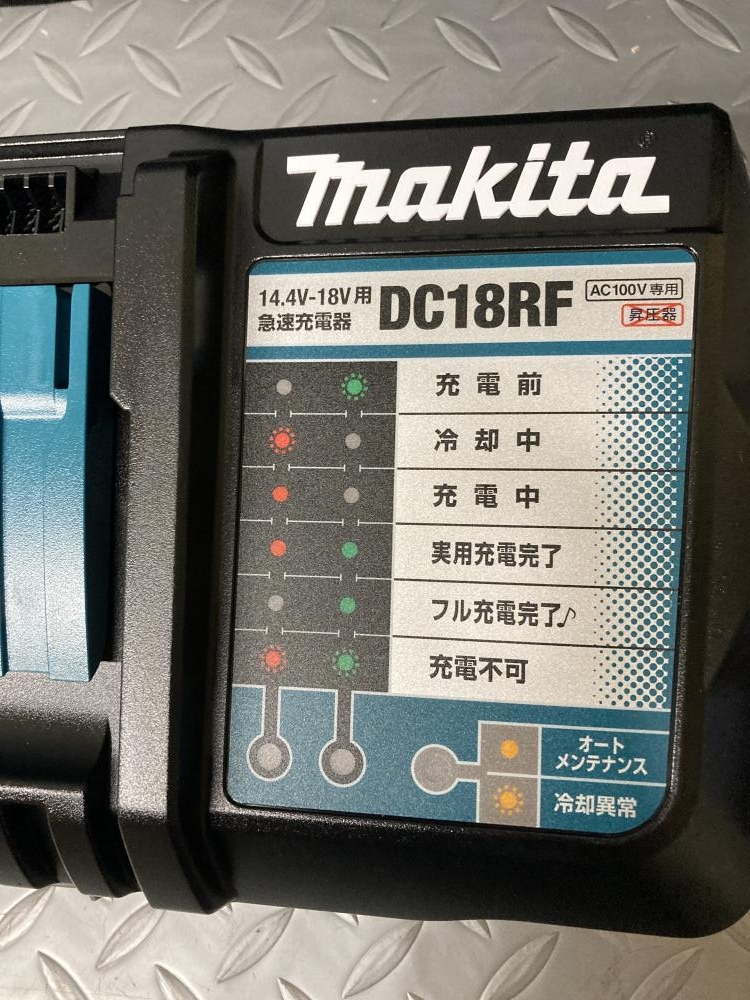 makita
14.4V-18V用
急速充電器
DC18RF
AC100V専用
昇圧器
充電前
冷却中
充電中
実用充電完了
フル充電完了♪
充電不可
オート
メンテナンス
冷却異常